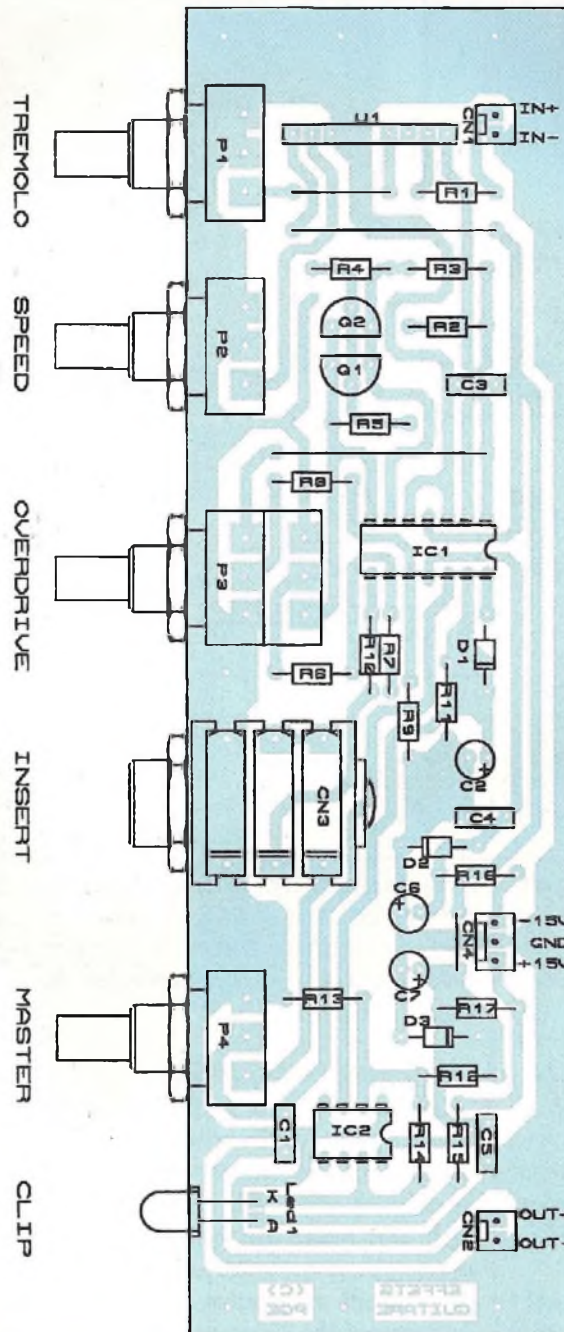 TREMOLO
SPEED
OVERDRIVE
INSERT
MASTER
CLIP
P1
U1
CN1
IN+
IN-
R1
R4
R3
P2
Q2
R2
Q1
C3
R5
R8
P3
IC1
R10
R7
D1
R6
R11
R9
C2
CN3
C4
D2
R16
C6
CN4
-15V
GND
+15V
C7
R13
R17
P4
D3
R12
C1
IC2
R14
R15
C5
Led1
K
A
CN2
OUT
OUT
EFFETS
GUITARE
(C)